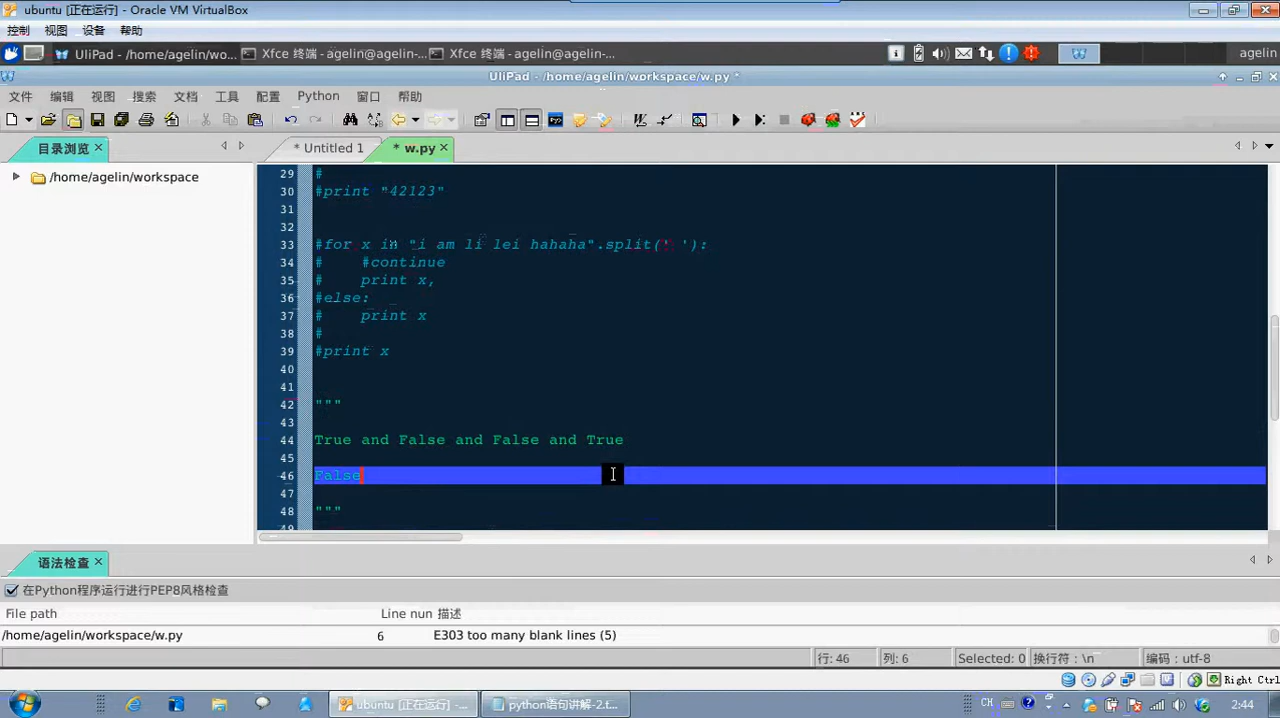 ubuntu [正在运行] - Oracle VM VirtualBox
控制 视图 设备 帮助
UliPad - /home/agelin/wo... Xfce 终端 - agelin@agelin-... Xfce 终端 - agelin@agelin-... agelin
UliPad - /home/agelin/workspace/w.py *
文件 编辑 视图 搜索 文档 工具 配置 Python 窗口 帮助
目录浏览 * Untitled 1 * w.py
/home/agelin/workspace
29 #
30 #print "42123"
31
32
33 #for x in "i am li lei hahaha".split(' '):
34 #    #continue
35 #    print x,
36 #else:
37 #    print x
38 #
39 #print x
40
41
42 """
43
44 True and False and False and True
45
46 False
47
48 """
49
语法检查
在Python程序运行进行PEP8风格检查
File path Line nun 描述
/home/agelin/workspace/w.py 6 E303 too many blank lines (5)
行: 46 列: 6 Selected: 0 换行符: \n 编码: utf-8
Right Ctrl
ubuntu [正在运行] -... python语句讲解-2.t... CH 2:44